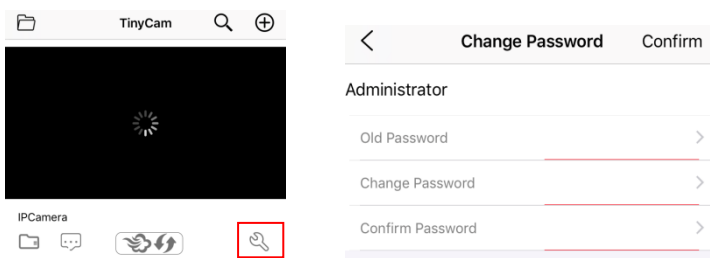 TinyCam
IPCamera
Change Password
Confirm
Administrator
Old Password
Change Password
Confirm Password